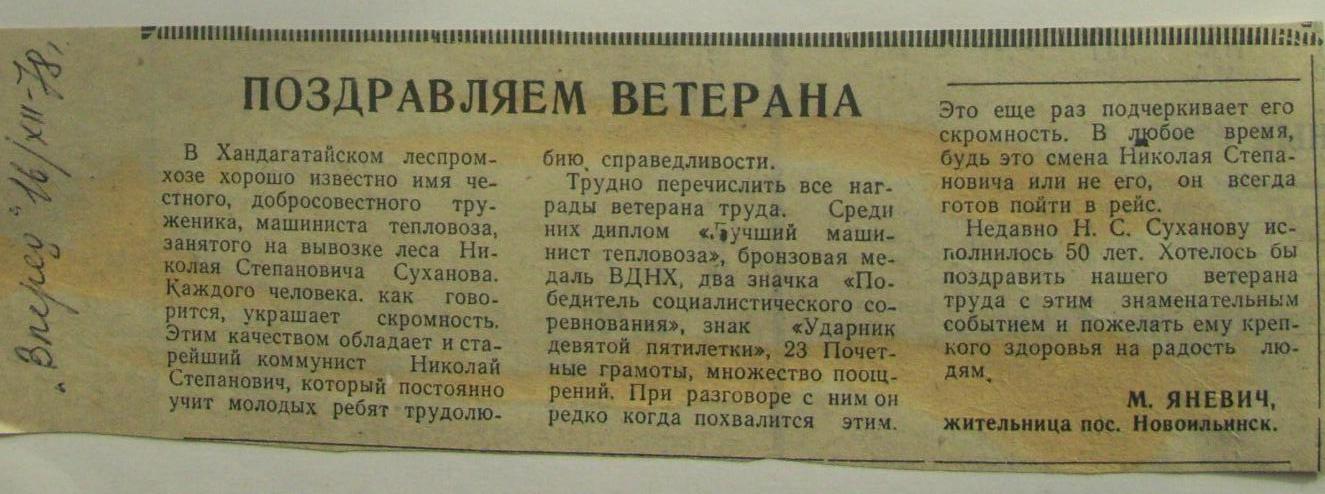 „Вперед“ 16/XII-78г.
ПОЗДРАВЛЯЕМ ВЕТЕРАНА
В Хандагатайском леспром-
хозе хорошо известно имя че-
стного, добросовестного тру-
женика, машиниста тепловоза,
занятого на вывозке леса Ни-
колая Степановича Суханова.
Каждого человека. как гово-
рится, украшает скромность.
Этим качеством обладает и ста-
рейший коммунист Николай
Степанович, который постоянно
учит молодых ребят трудолю-
бию, справедливости.
Трудно перечислить все наг-
рады ветерана труда. Среди
них диплом «Лучший маши-
нист тепловоза», бронзовая ме-
даль ВДНХ, два значка «По-
бедитель социалистического со-
ревнования», знак «Ударник
девятой пятилетки», 23 Почет-
ные грамоты, множество поощ-
рений. При разговоре с ним он
редко когда похвалится этим.
Это еще раз подчеркивает его
скромность. В любое время,
будь это смена Николая Степа-
новича или не его, он всегда
готов пойти в рейс.
Недавно Н. С. Суханову ис-
полнилось 50 лет. Хотелось бы
поздравить нашего ветерана
труда с этим знаменательным
событием и пожелать ему креп-
кого здоровья на радость лю-
дям.
М. ЯНЕВИЧ,
жительница пос. Новоильинск.